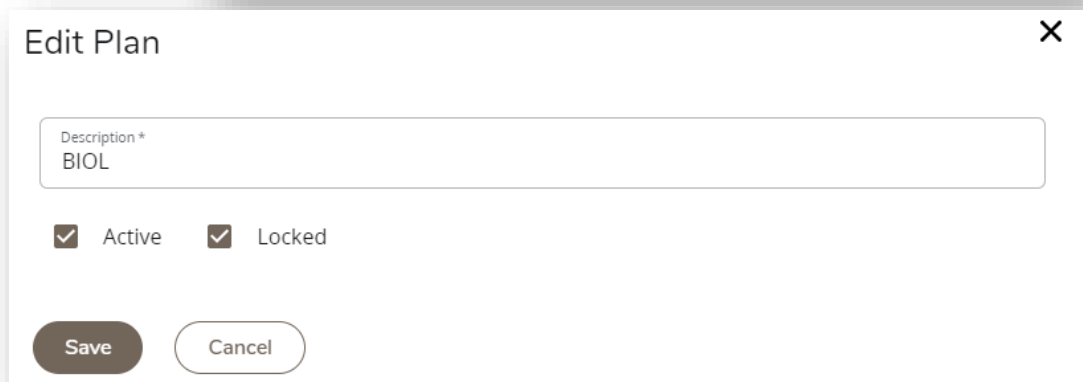 Edit Plan
Description *
BIOL
Active Locked
Save Cancel